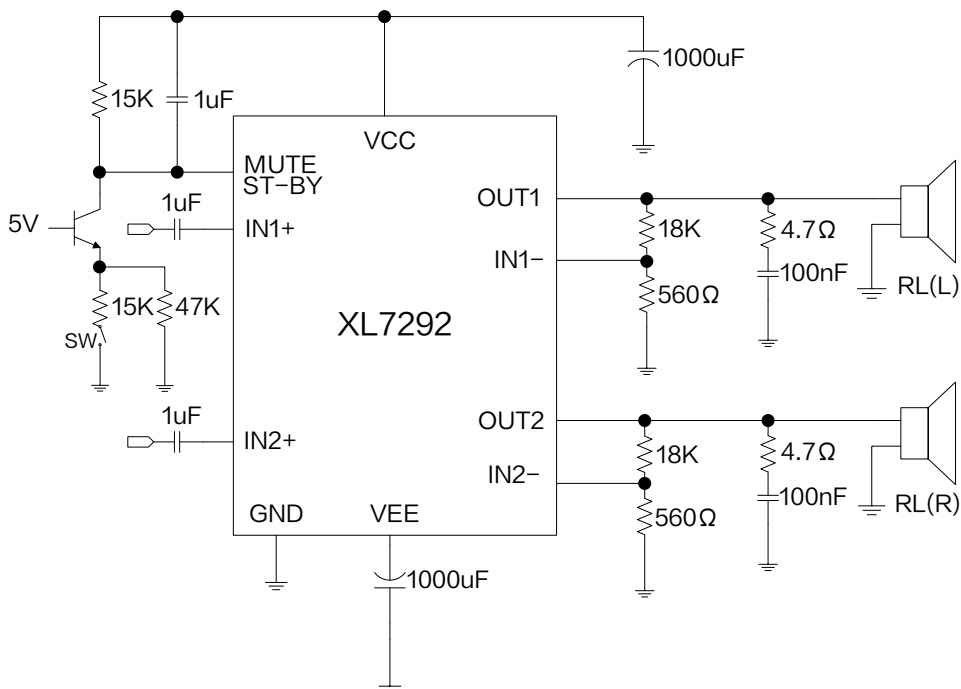 1000uF
15K
1uF
VCC
MUTE
ST-BY
1uF
OUT1
5V
IN1+
18K
4.7Ω
IN1-
100nF
RL(L)
15K
47K
560Ω
SW
XL7292
1uF
OUT2
IN2+
18K
4.7Ω
IN2-
100nF
RL(R)
GND
VEE
560Ω
1000uF